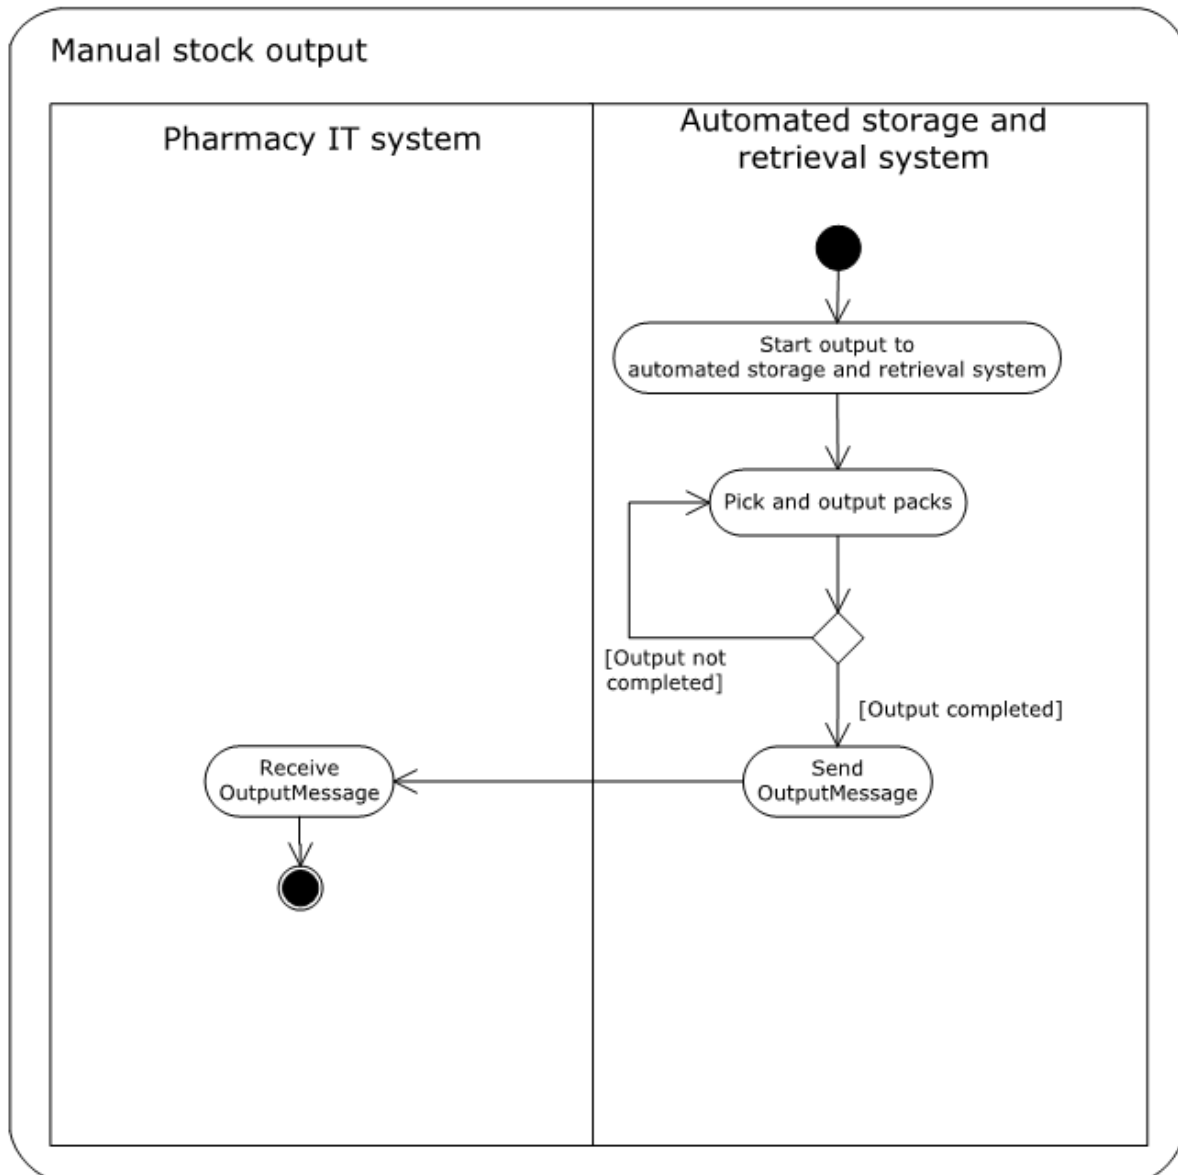 Manual stock output
Pharmacy IT system
Automated storage and
retrieval system
Start output to
automated storage and retrieval system
Pick and output packs
[Output not
completed]
[Output completed]
Receive
OutputMessage
Send
OutputMessage